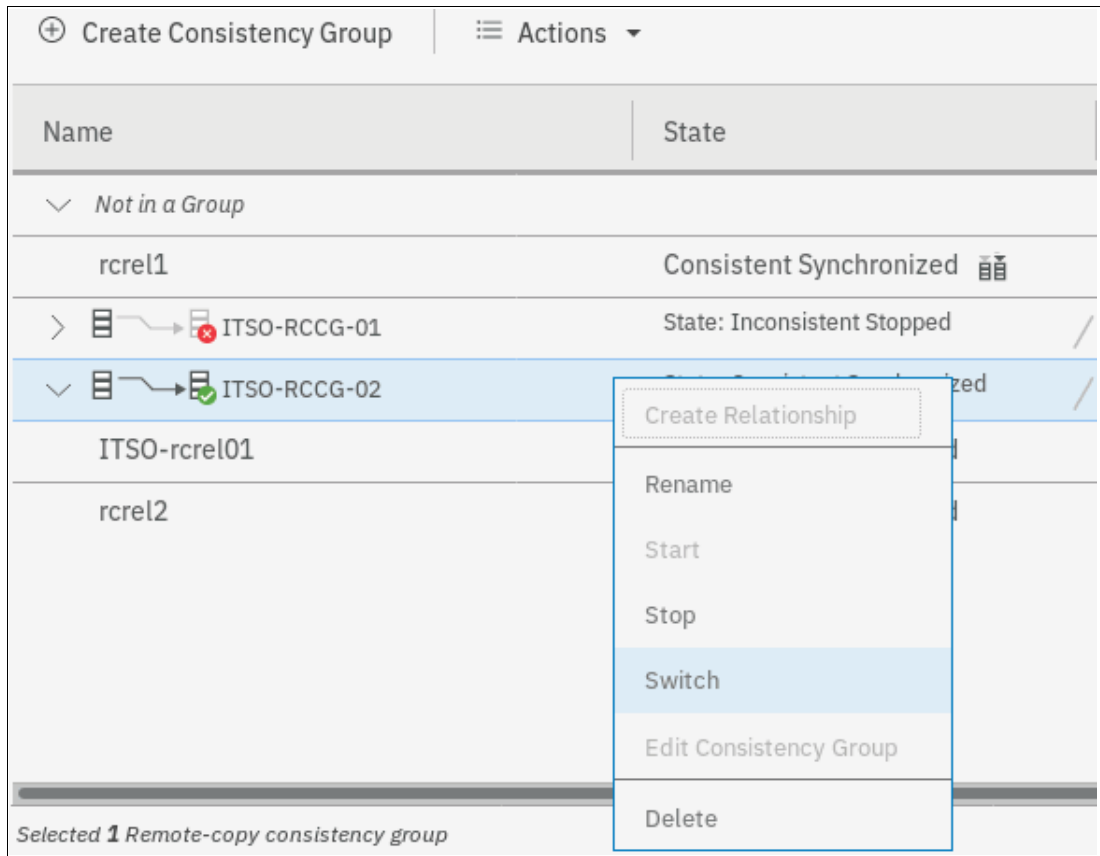 Create Consistency Group Actions
Name State
Not in a Group
rcrel1 Consistent Synchronized
ITSO-RCCG-01 State: Inconsistent Stopped
ITSO-RCCG-02
Create Relationship
ITSO-rcrel01
Rename
rcrel2
Start
Stop
Switch
Edit Consistency Group
Delete
Selected 1 Remote-copy consistency group